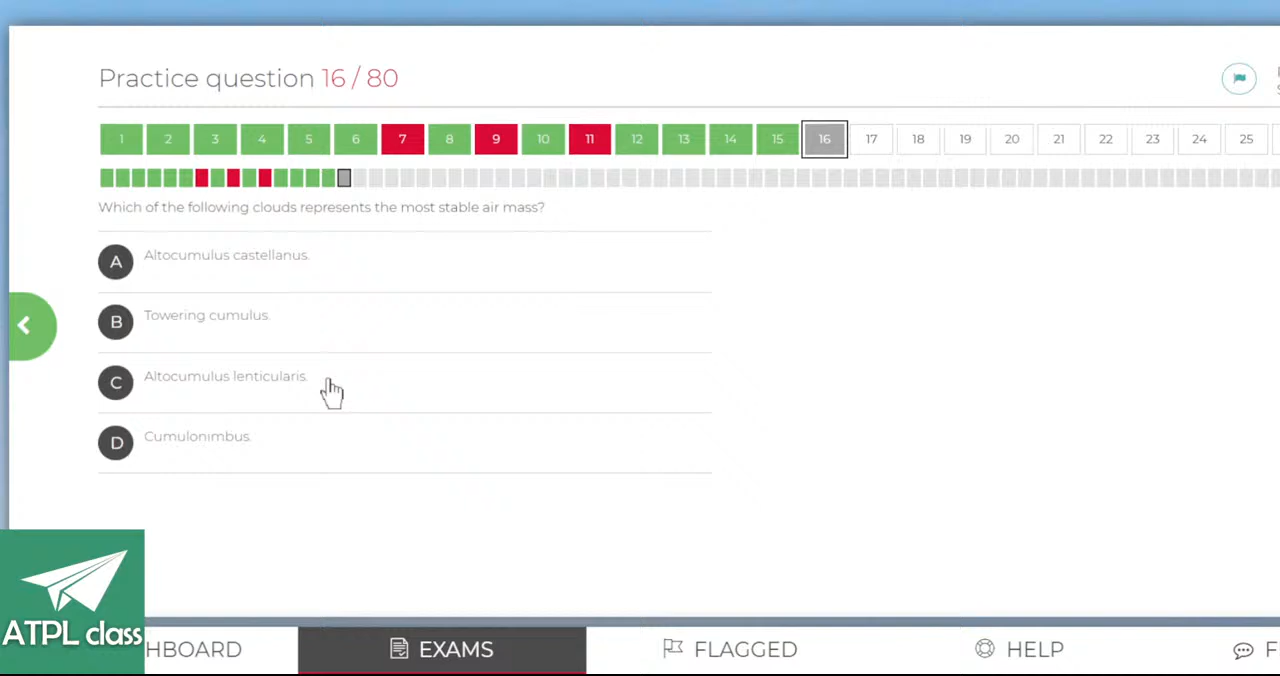 Practice question 16 / 80
1 2 3 4 5 6 7 8 9 10 11 12 13 14 15 16 17 18 19 20 21 22 23 24 25
Which of the following clouds represents the most stable air mass?
A Altocumulus castellanus.
B Towering cumulus.
C Altocumulus lenticularis.
D Cumulonimbus.
ATPL class
HBOARD EXAMS FLAGGED HELP F